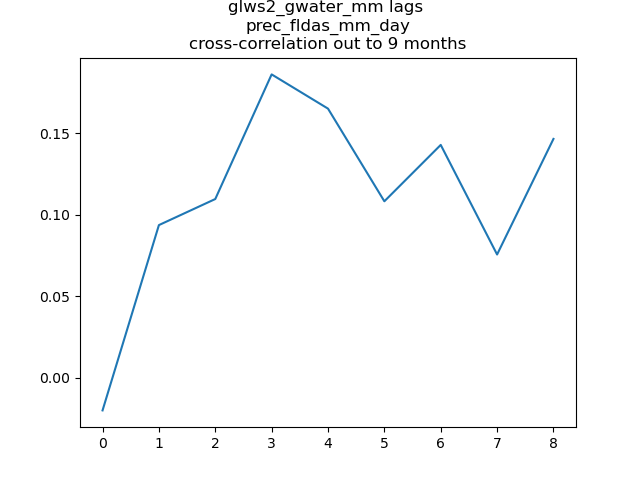 glws2_gwater_mm lags
prec_fldas_mm_day
cross-correlation out to 9 months
0.15
0.10
0.05
0.00
0 1 2 3 4 5 6 7 8